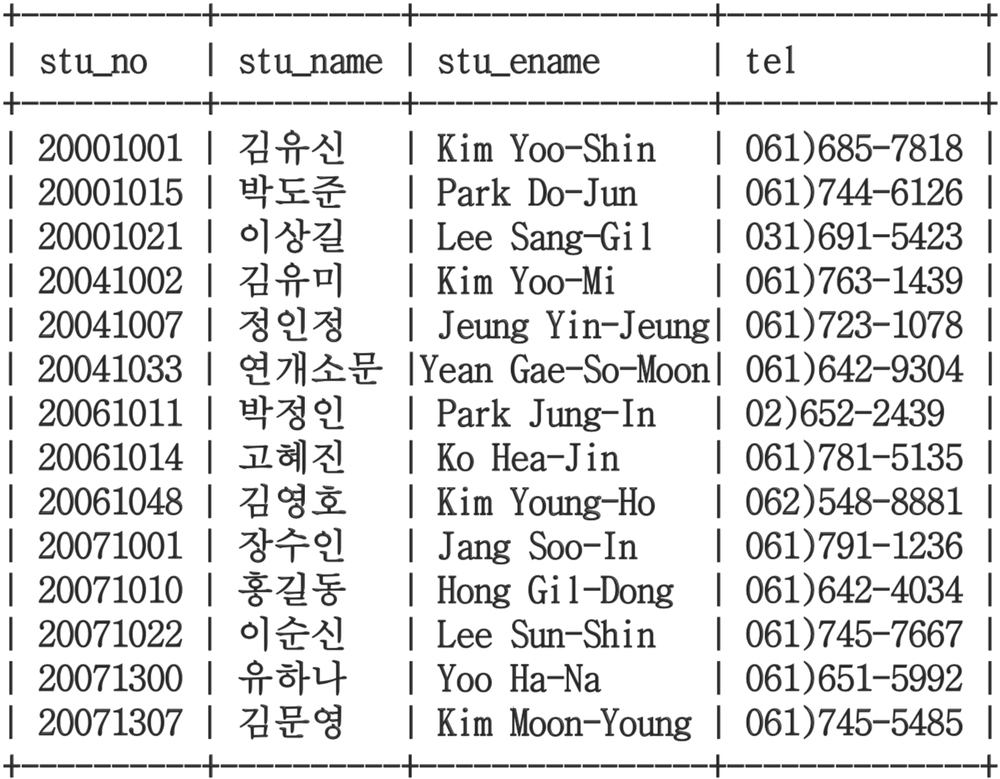 +-----------+-----------+-----------------+---------------+
| stu_no    | stu_name  | stu_ename       | tel           |
+-----------+-----------+-----------------+---------------+
| 20001001  | 김유신    | Kim Yoo-Shin    | 061)685-7818  |
| 20001015  | 박도준    | Park Do-Jun     | 061)744-6126  |
| 20001021  | 이상길    | Lee Sang-Gil    | 031)691-5423  |
| 20041002  | 김유미    | Kim Yoo-Mi      | 061)763-1439  |
| 20041007  | 정인정    | Jeung Yin-Jeung| 061)723-1078  |
| 20041033  | 연개소문  |Yean Gae-So-Moon| 061)642-9304  |
| 20061011  | 박정인    | Park Jung-In    | 02)652-2439   |
| 20061014  | 고혜진    | Ko Hea-Jin      | 061)781-5135  |
| 20061048  | 김영호    | Kim Young-Ho    | 062)548-8881  |
| 20071001  | 장수인    | Jang Soo-In     | 061)791-1236  |
| 20071010  | 홍길동    | Hong Gil-Dong   | 061)642-4034  |
| 20071022  | 이순신    | Lee Sun-Shin    | 061)745-7667  |
| 20071300  | 유하나    | Yoo Ha-Na       | 061)651-5992  |
| 20071307  | 김문영    | Kim Moon-Young  | 061)745-5485  |
+-----------+-----------+-----------------+---------------+